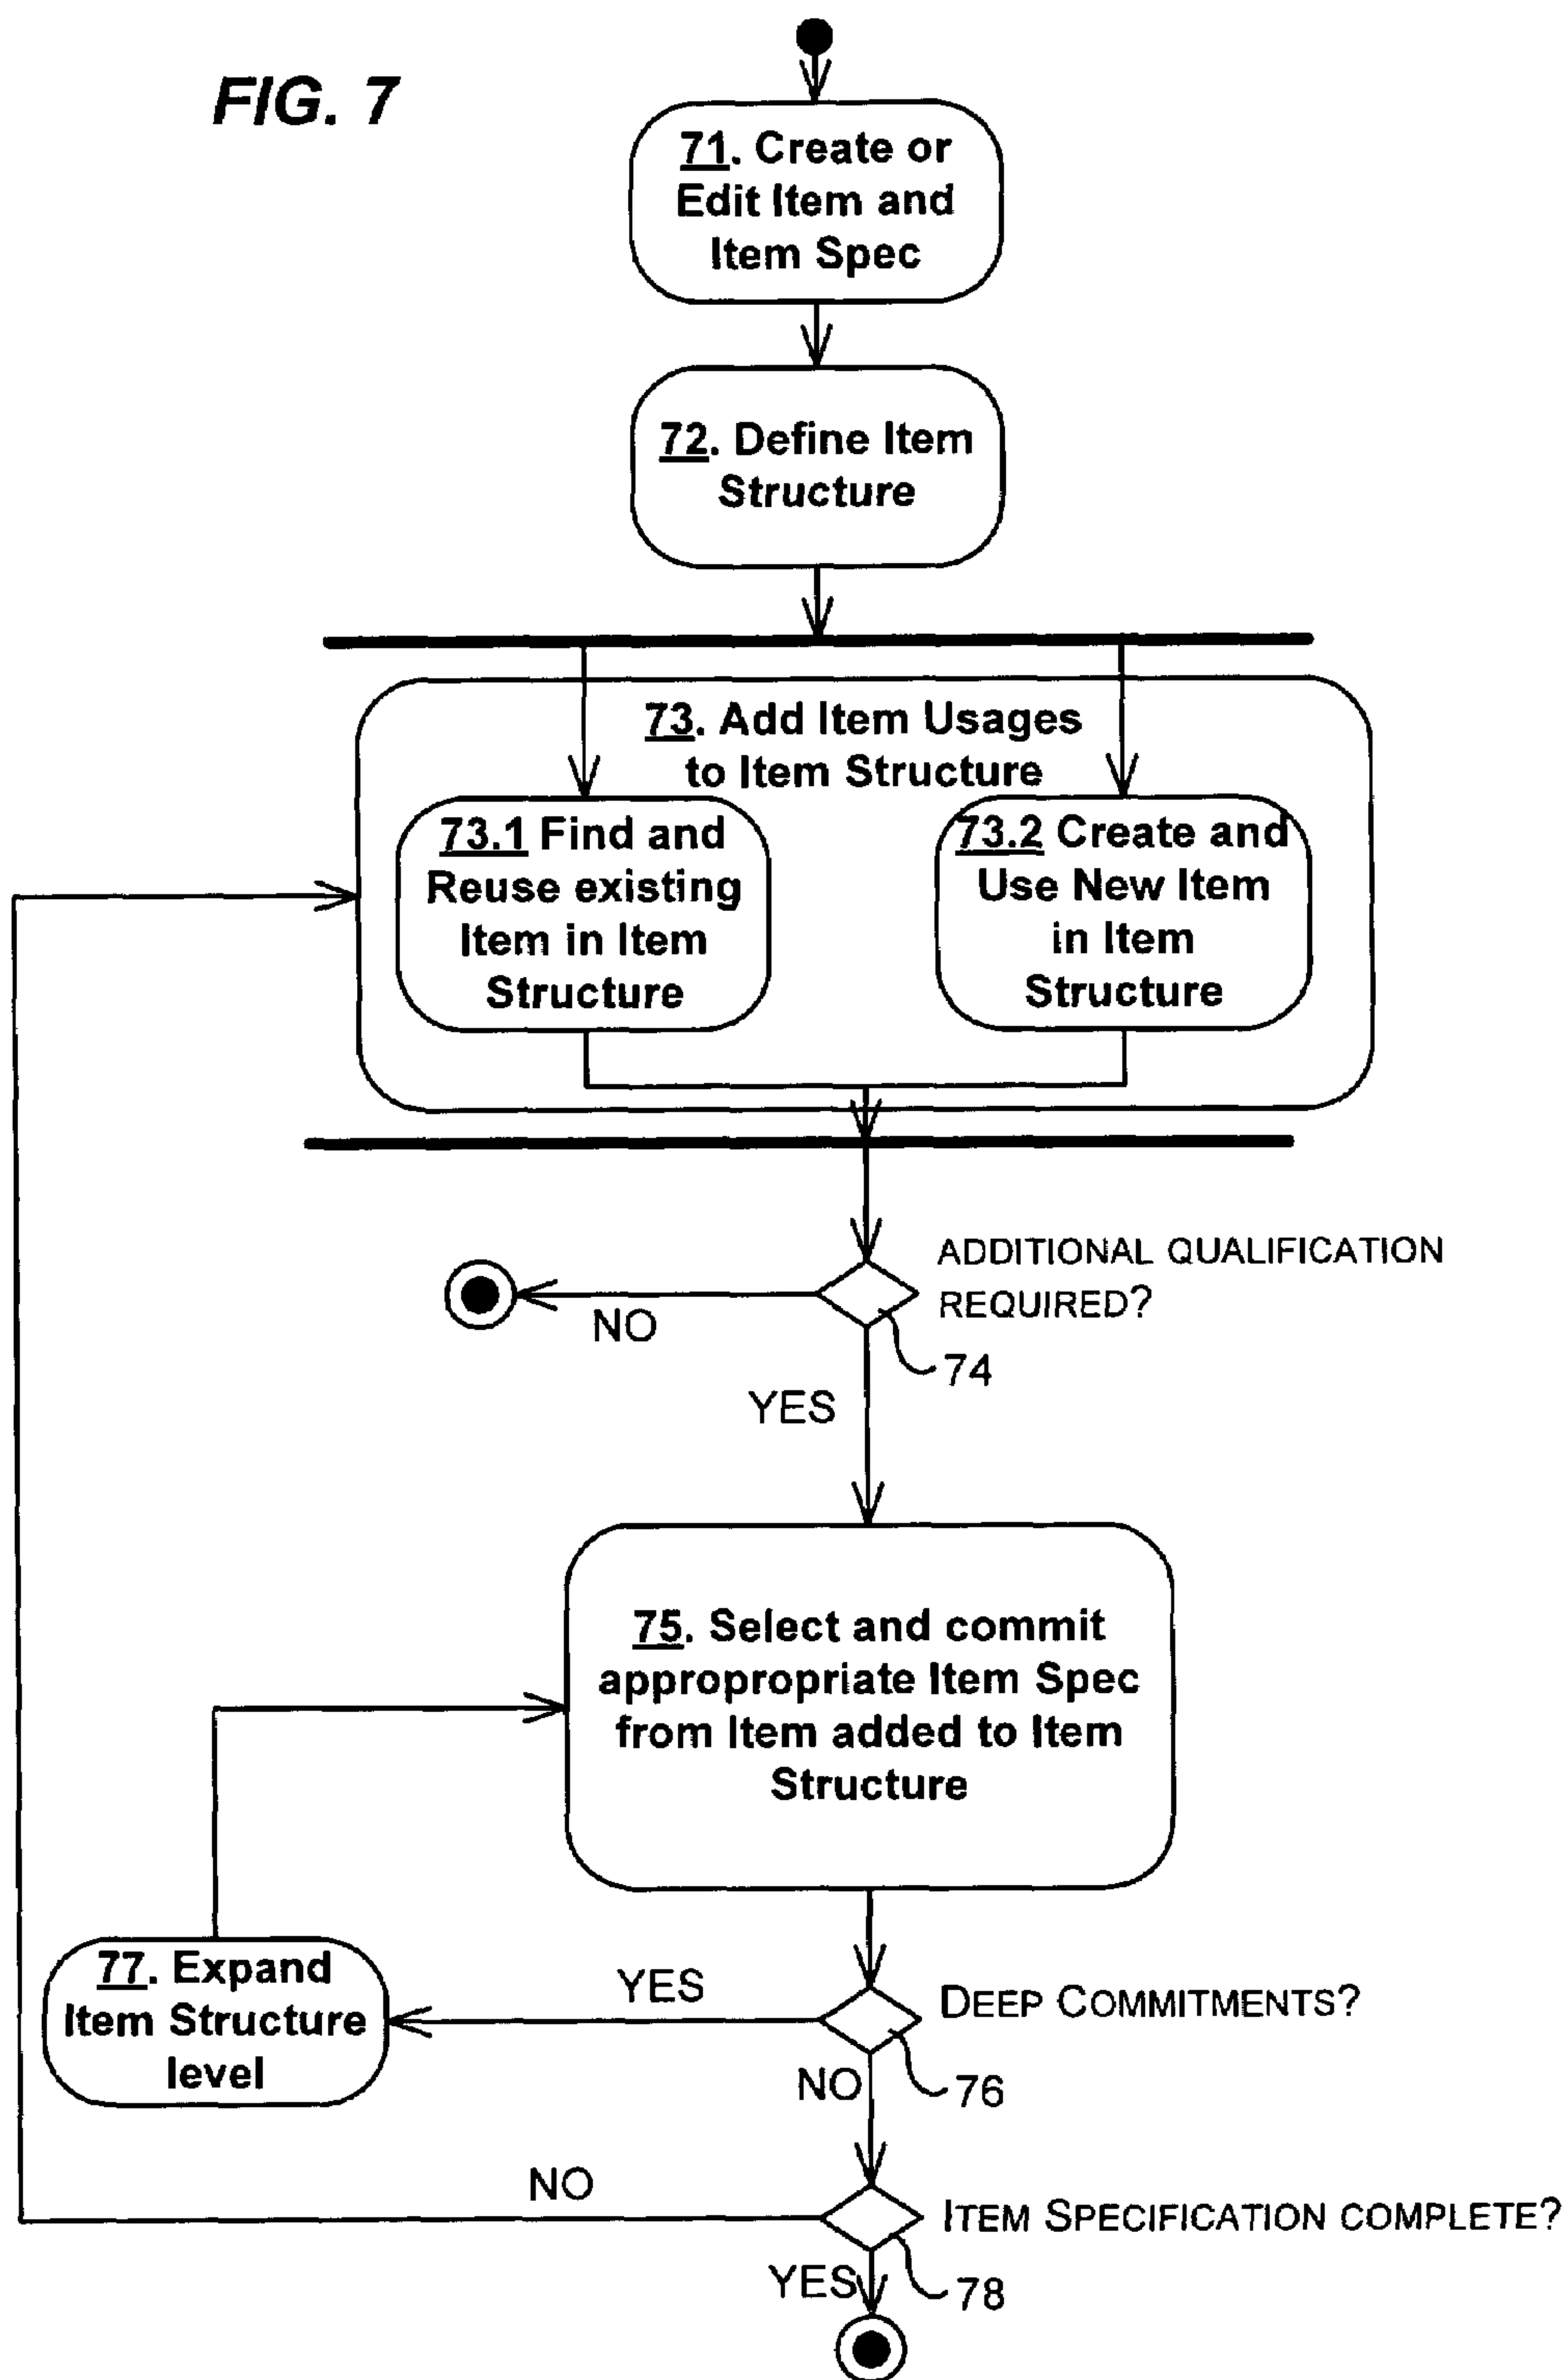 FIG. 7
71. Create or
Edit Item and
Item Spec
72. Define Item
Structure
73. Add Item Usages
to Item Structure
73.1 Find and
Reuse existing
Item in Item
Structure
73.2 Create and
Use New Item
in Item
Structure
ADDITIONAL QUALIFICATION
REQUIRED?
NO
74
YES
75. Select and commit
appropropriate Item Spec
from Item added to Item
Structure
77. Expand
Item Structure
level
YES
DEEP COMMITMENTS?
76
NO
NO
ITEM SPECIFICATION COMPLETE?
YES
78